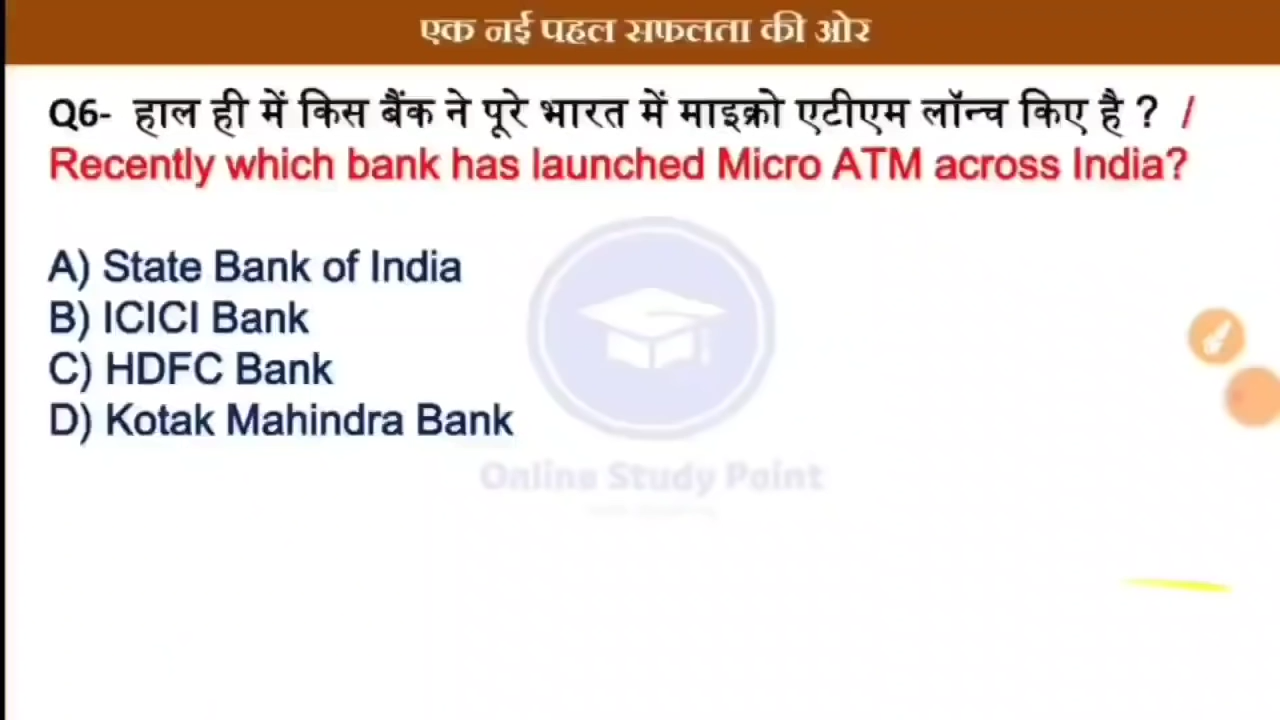 एक नई पहल सफलता की ओर
Q6- हाल ही में किस बैंक ने पूरे भारत में माइक्रो एटीएम लॉन्च किए है ? /
Recently which bank has launched Micro ATM across India?
A) State Bank of India
B) ICICI Bank
C) HDFC Bank
D) Kotak Mahindra Bank
Online Study Point